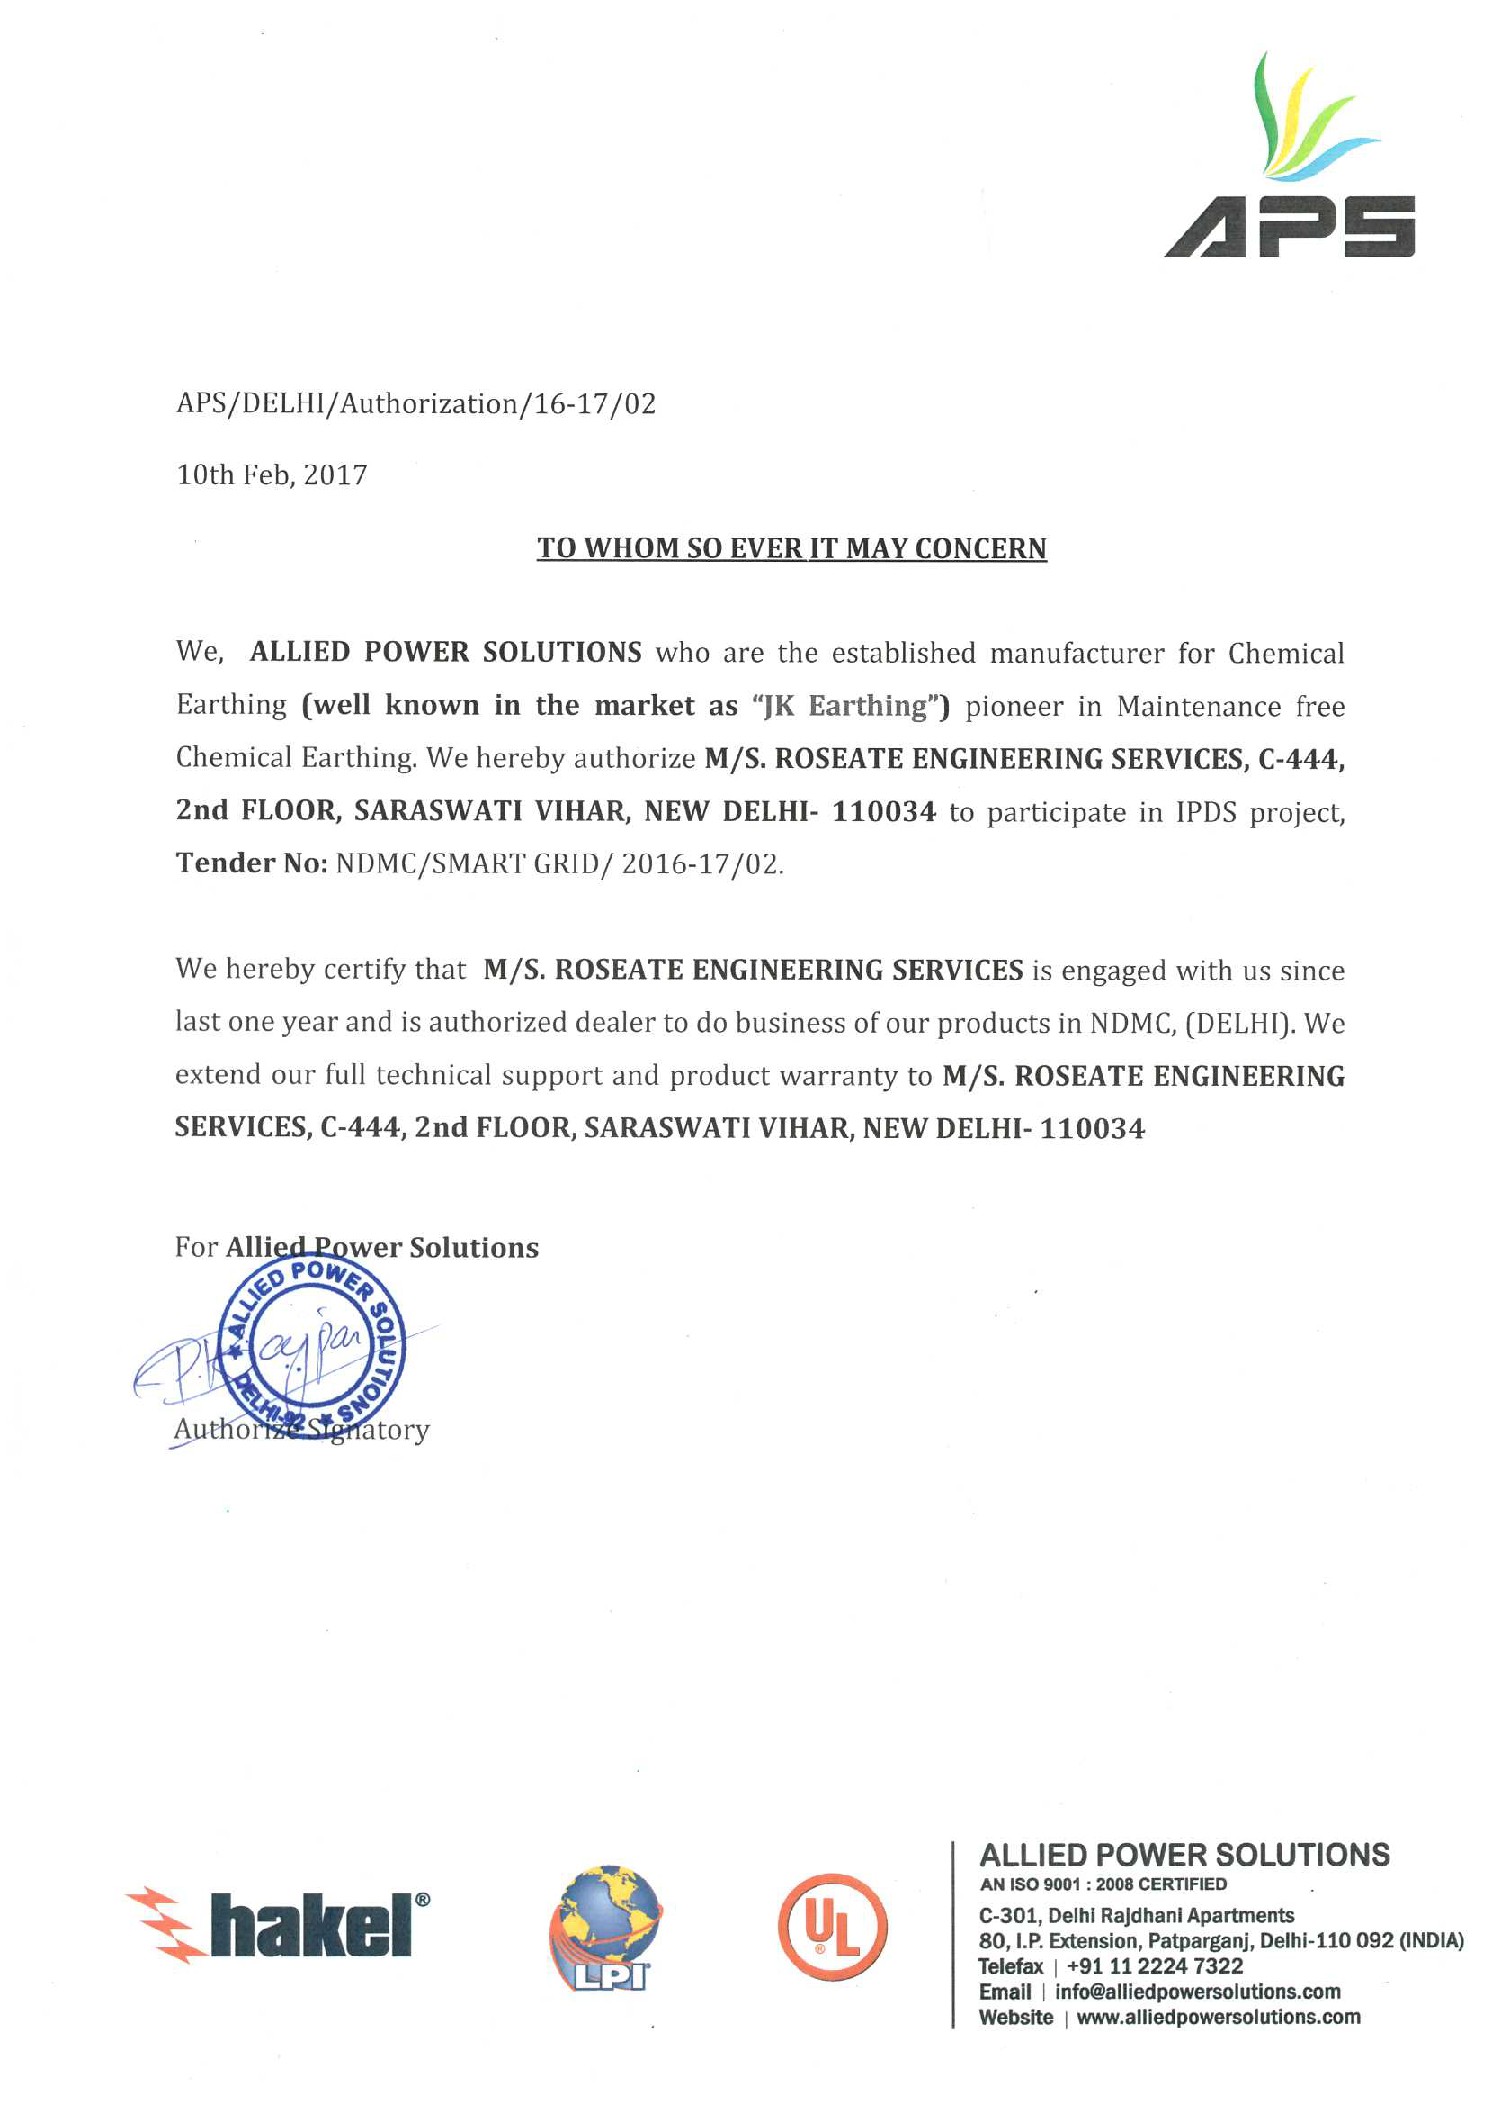 APS
APS/DELHI/Authorization/16-17/02
10th Feb, 2017
TO WHOM SO EVER IT MAY CONCERN
We, ALLIED POWER SOLUTIONS who are the established manufacturer for Chemical
Earthing (well known in the market as “JK Earthing”) pioneer in Maintenance free
Chemical Earthing. We hereby authorize M/S. ROSEATE ENGINEERING SERVICES, C-444,
2nd FLOOR, SARASWATI VIHAR, NEW DELHI- 110034 to participate in IPDS project,
Tender No: NDMC/SMART GRID/ 2016-17/02.
We hereby certify that M/S. ROSEATE ENGINEERING SERVICES is engaged with us since
last one year and is authorized dealer to do business of our products in NDMC, (DELHI). We
extend our full technical support and product warranty to M/S. ROSEATE ENGINEERING
SERVICES, C-444, 2nd FLOOR, SARASWATI VIHAR, NEW DELHI- 110034
For Allied Power Solutions
★ ALLIED POWER SOLUTIONS ★ DELHI-92
Authorize Signatory
hakel®
LPI
UL®
ALLIED POWER SOLUTIONS
AN ISO 9001 : 2008 CERTIFIED
C-301, Delhi Rajdhani Apartments
80, I.P. Extension, Patparganj, Delhi-110 092 (INDIA)
Telefax | +91 11 2224 7322
Email | info@alliedpowersolutions.com
Website | www.alliedpowersolutions.com